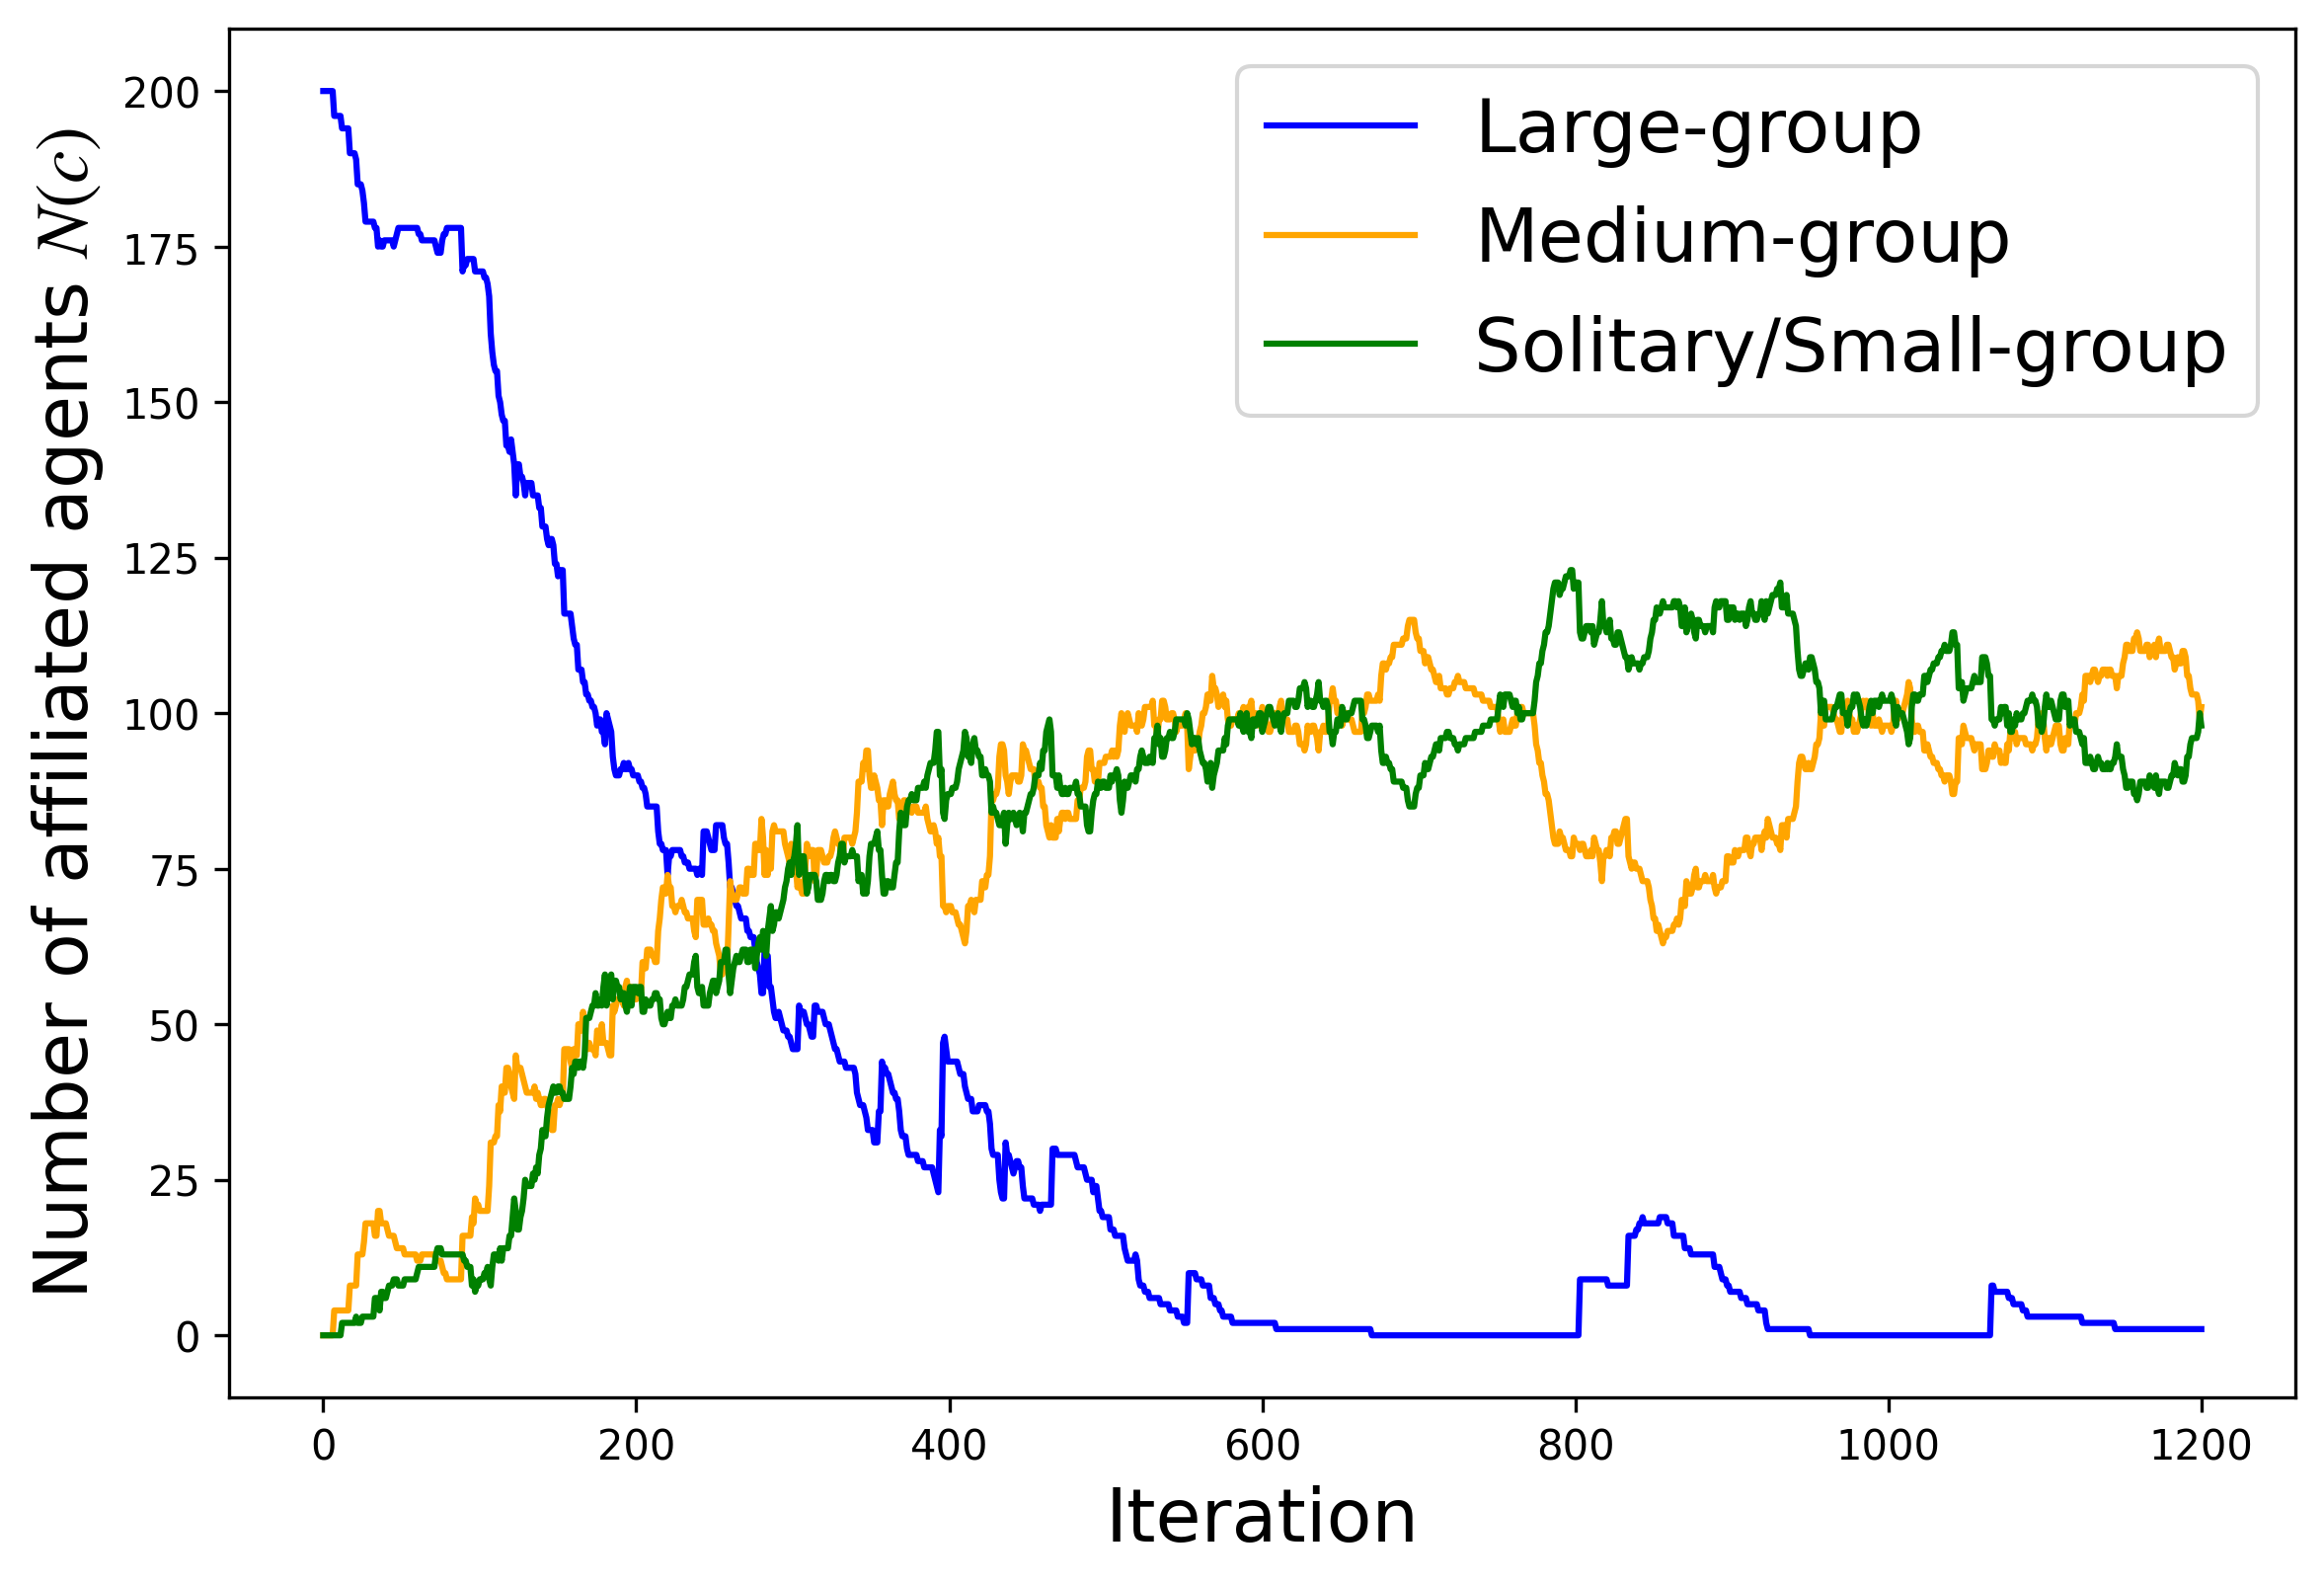 Number of affiliated agents N(c)
200
175
150
125
100
75
50
25
0
Large-group
Medium-group
Solitary/Small-group
0 200 400 600 800 1000 1200
Iteration